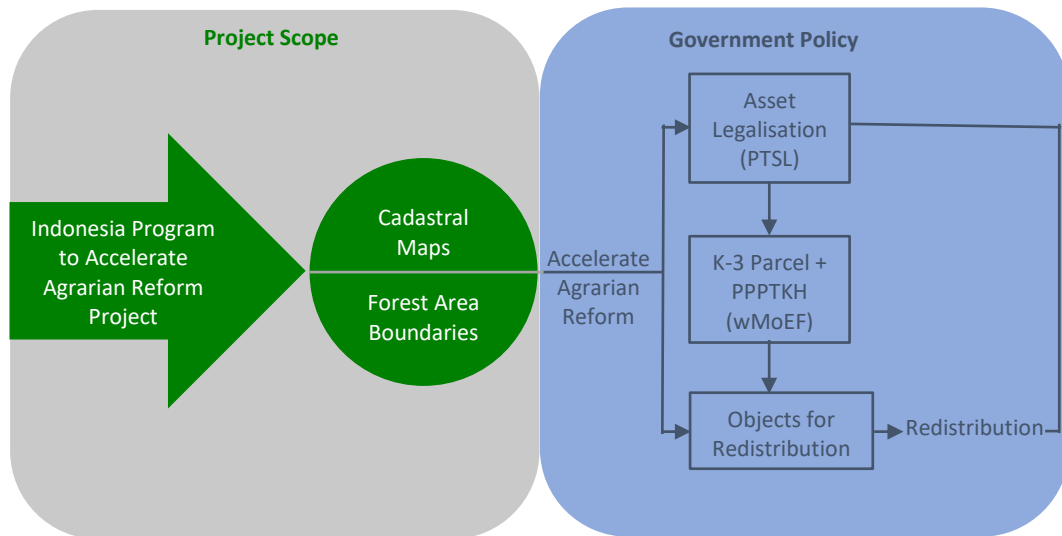 Project Scope
Indonesia Program
to Accelerate
Agrarian Reform
Project
Cadastral
Maps
Forest Area
Boundaries
Government Policy
Accelerate
Agrarian
Reform
Asset
Legalisation
(PTSL)
K-3 Parcel +
PPPTKH
(wMoEF)
Objects for
Redistribution
Redistribution